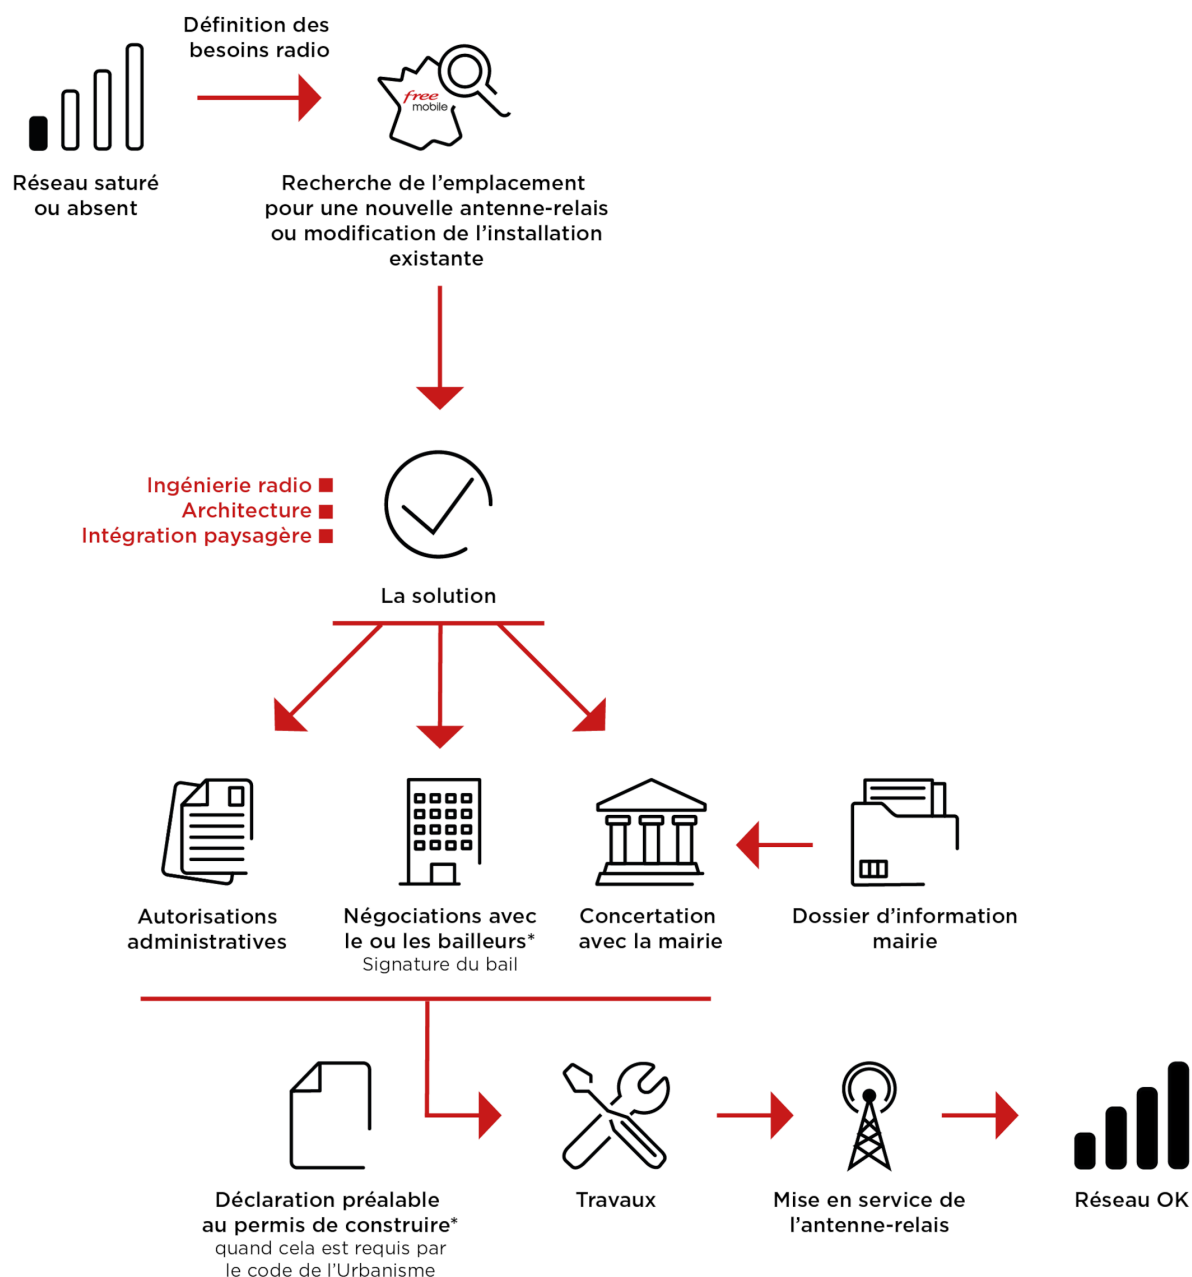 Définition des
besoins radio
free
mobile
Réseau saturé
ou absent
Recherche de l'emplacement
pour une nouvelle antenne-relais
ou modification de l'installation
existante
Ingénierie radio
Architecture
Intégration paysagère
La solution
Autorisations
administratives
Négociations avec
le ou les bailleurs*
Signature du bail
Concertation
avec la mairie
Dossier d'information
mairie
Déclaration préalable
au permis de construire*
quand cela est requis par
le code de l'Urbanisme
Travaux
Mise en service de
l'antenne-relais
Réseau OK